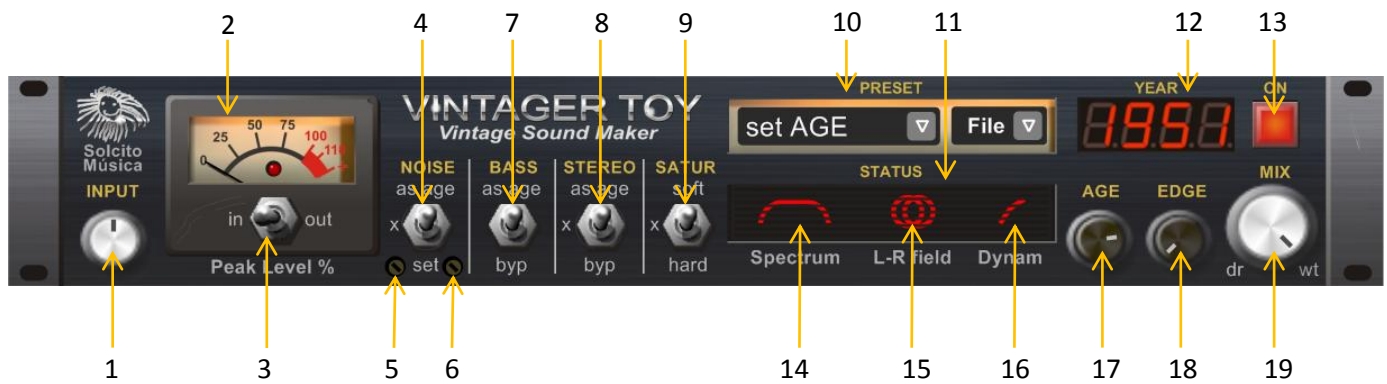 2 4 7 8 9 10 11 12 13
VINTAGER TOY
Vintage Sound Maker
Solcito
Música
INPUT
0 25 50 75 100 110
in out
Peak Level %
NOISE BASS STEREO SATUR
as age as age as age soft
x x x
set byp byp hard
PRESET
set AGE File
STATUS
Spectrum L-R field Dynam
YEAR ON
1951
AGE EDGE MIX
dr wt
1 3 5 6 14 15 16 17 18 19